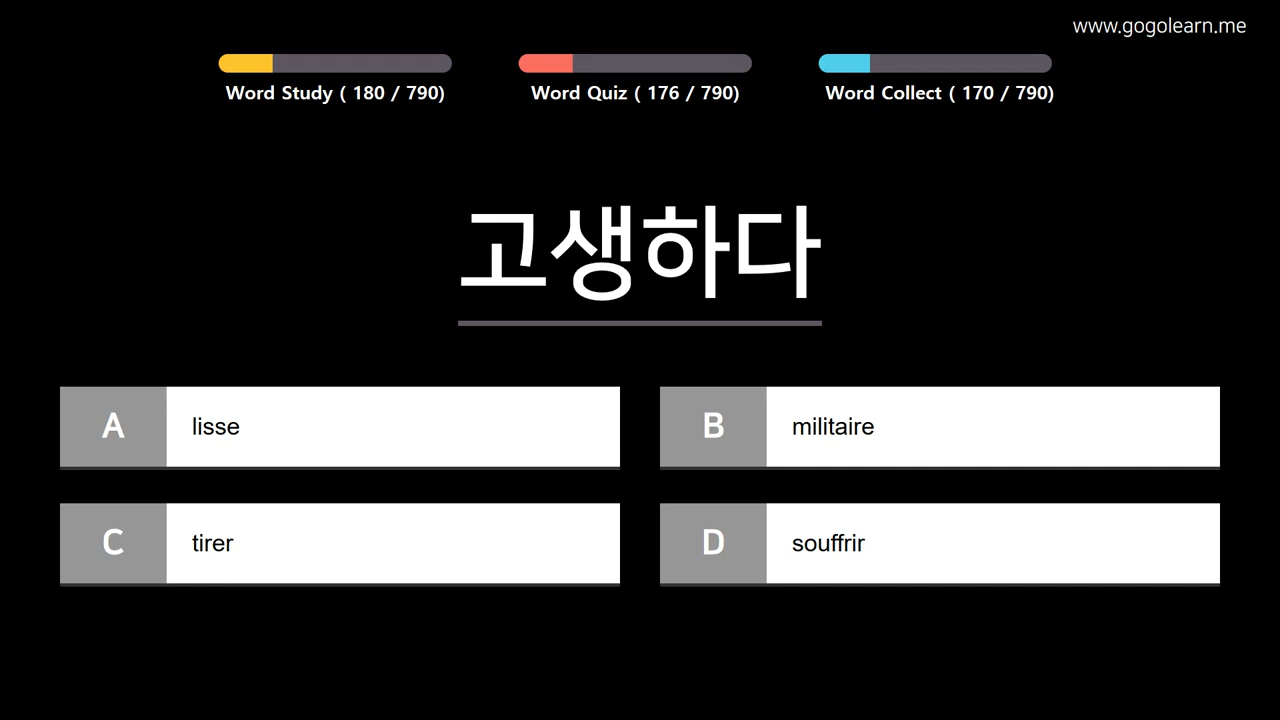 www.gogolearn.me
Word Study ( 180 / 790)
Word Quiz ( 176 / 790)
Word Collect ( 170 / 790)
고생하다
A lisse
B militaire
C tirer
D souffrir